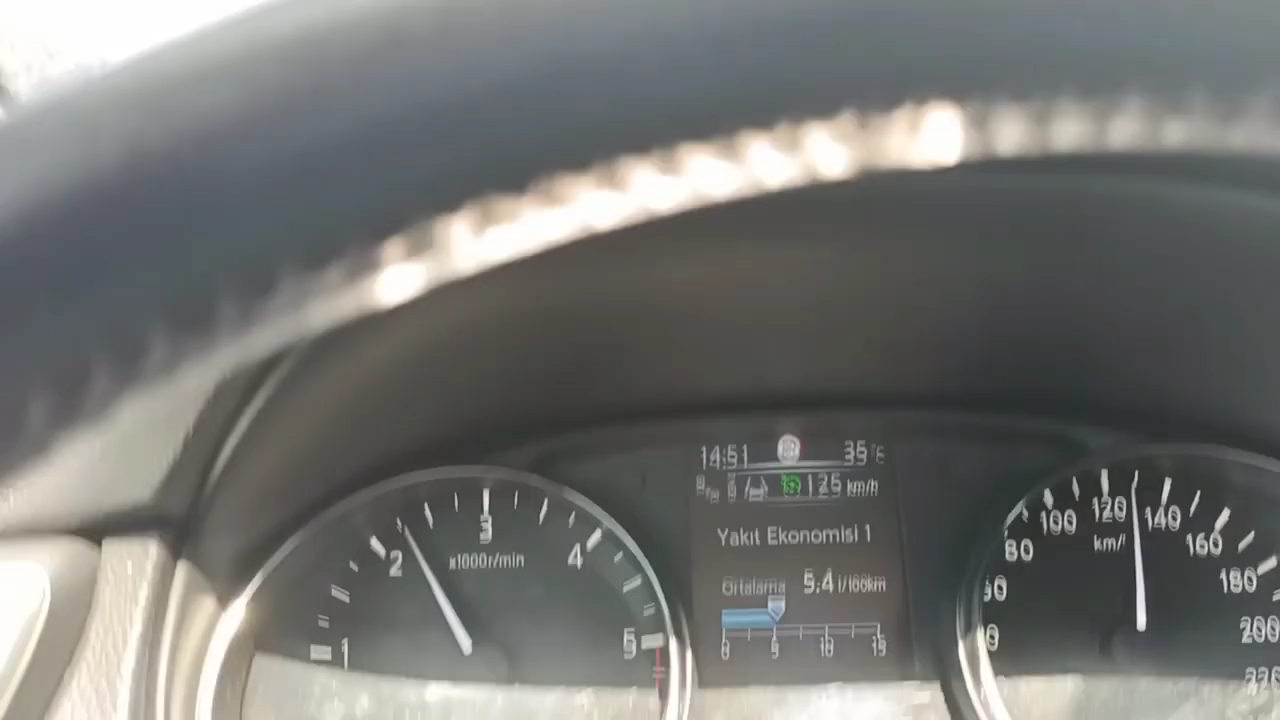 14:51 35°C
125 km/h
Yakıt Ekonomisi 1
Ortalama 5.4 l/100km
0 5 10 15
1 2 3 4 5
x1000r/min
80 100 120 140 160 180 200 220
km/